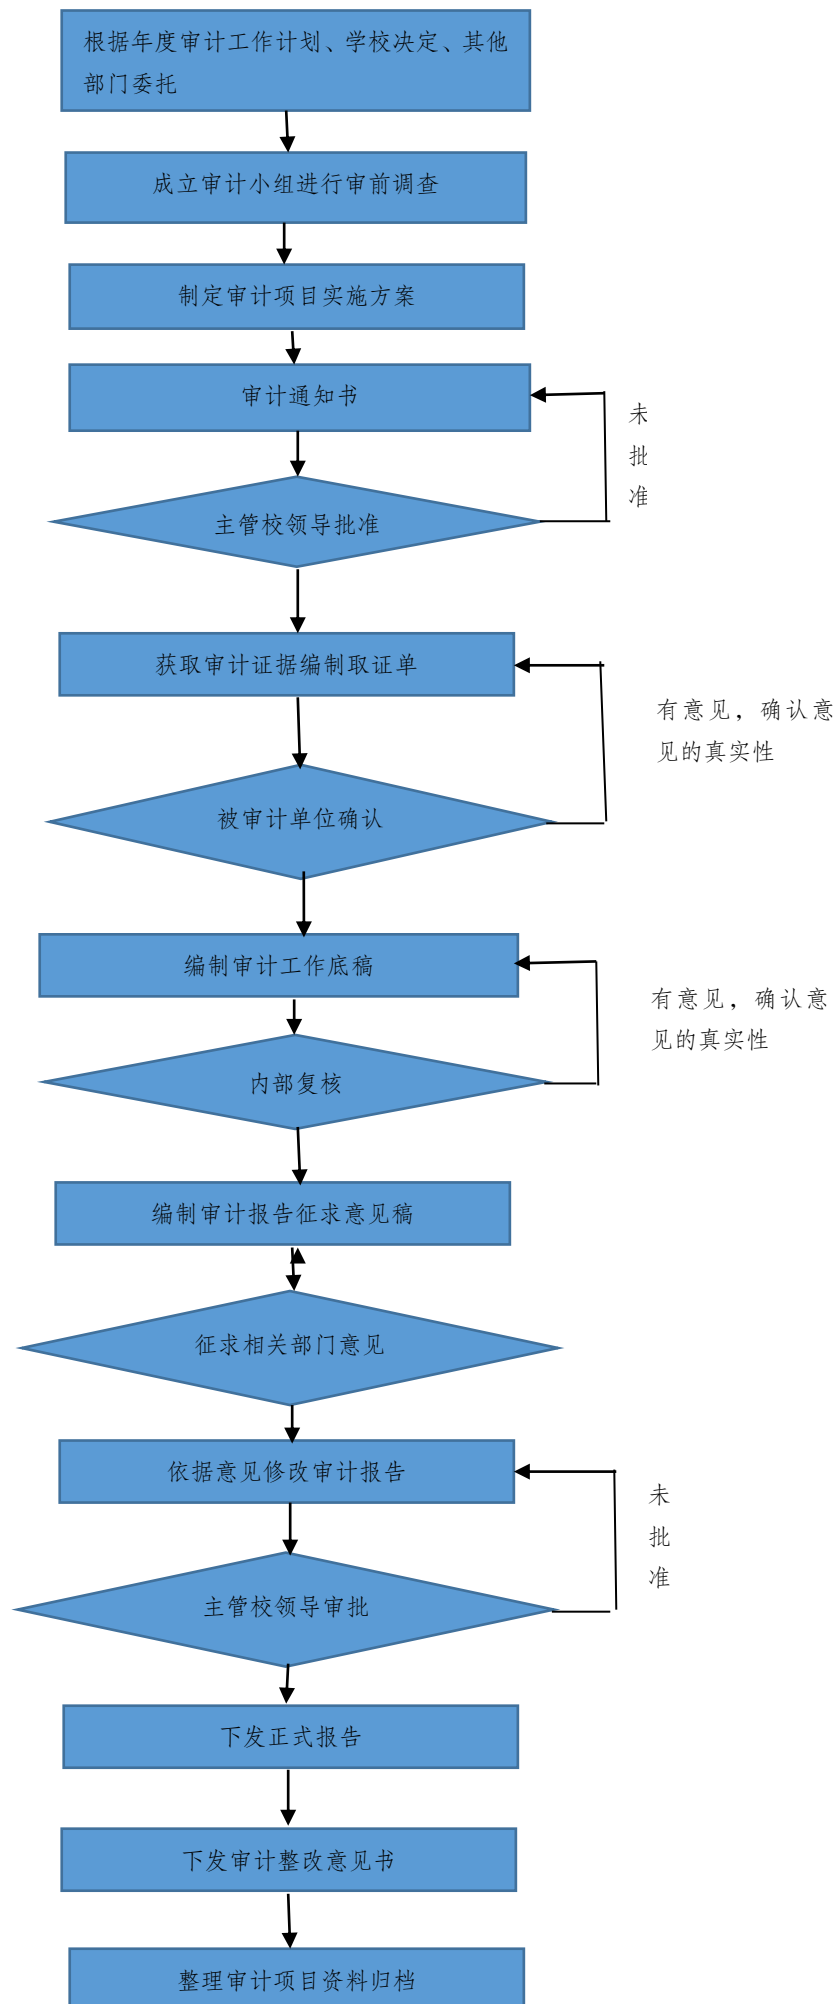 根据年度审计工作计划、学校决定、其他
部门委托
成立审计小组进行审前调查
制定审计项目实施方案
审计通知书
未
批
准
主管校领导批准
获取审计证据编制取证单
有意见，确认意
见的真实性
被审计单位确认
编制审计工作底稿
有意见，确认意
见的真实性
内部复核
编制审计报告征求意见稿
征求相关部门意见
依据意见修改审计报告
未
批
准
主管校领导审批
下发正式报告
下发审计整改意见书
整理审计项目资料归档